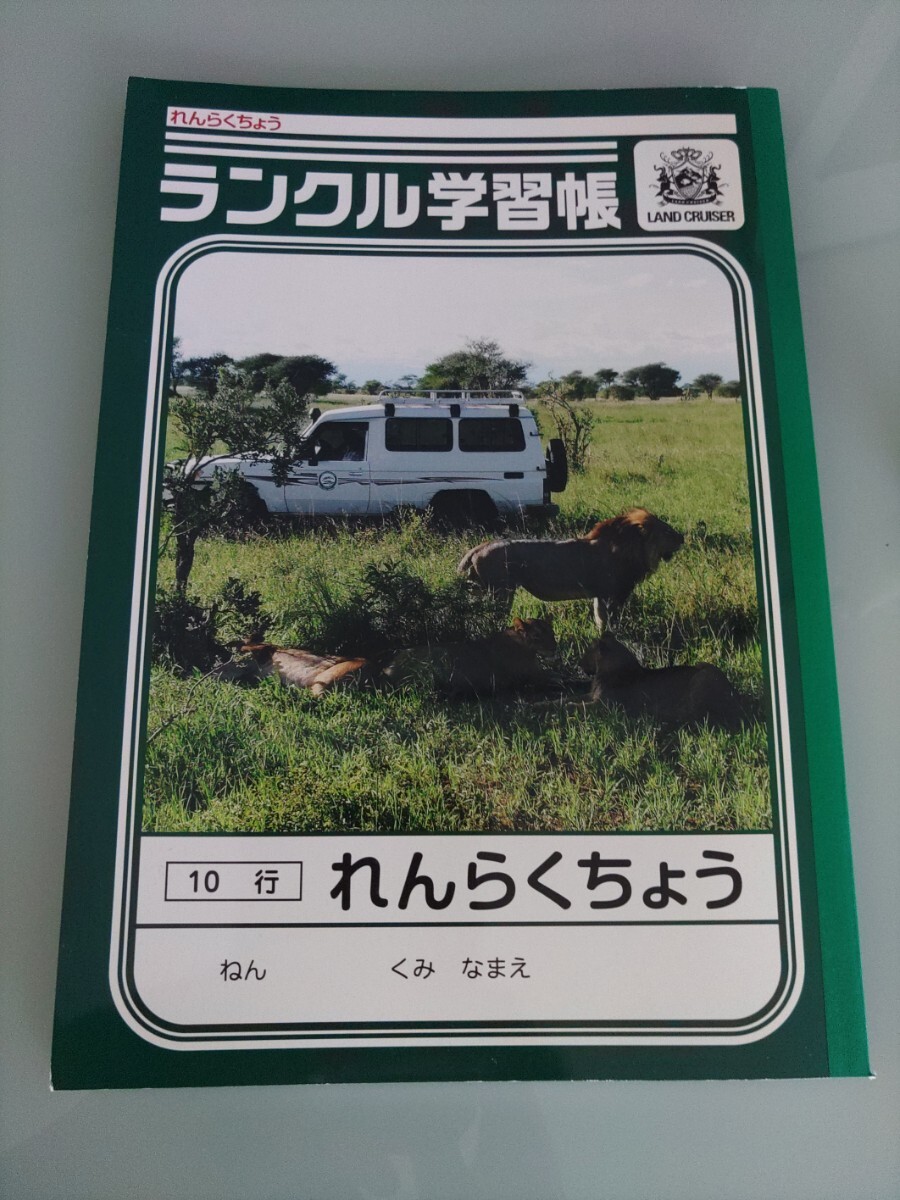 れんらくちょう
ランクル学習帳
LAND CRUISER
10 行
れんらくちょう
ねん くみ なまえ